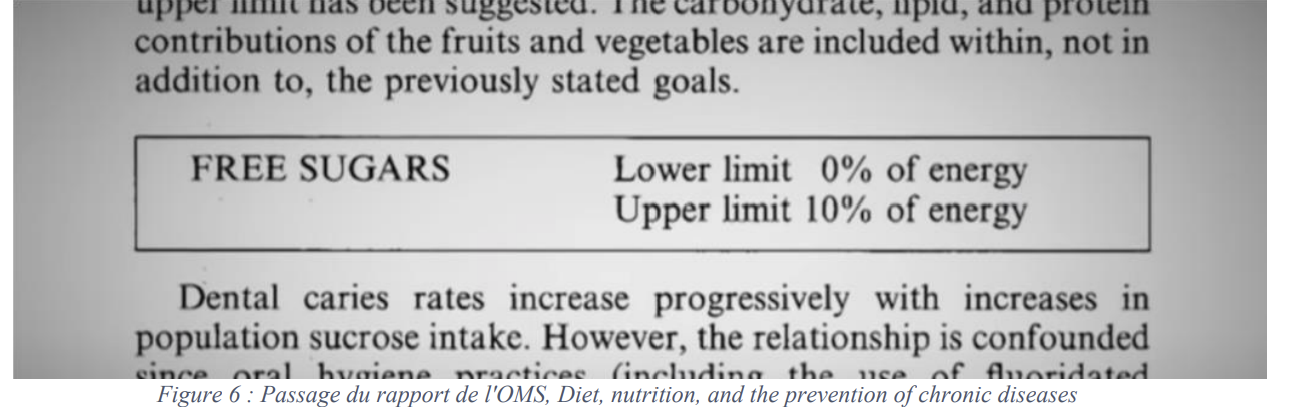 upper limit has been suggested. The carbohydrate, lipid, and protein
contributions of the fruits and vegetables are included within, not in
addition to, the previously stated goals.
FREE SUGARS Lower limit 0% of energy
Upper limit 10% of energy
Dental caries rates increase progressively with increases in
population sucrose intake. However, the relationship is confounded
since oral hygiene practices (including the use of fluoridated
Figure 6 : Passage du rapport de l'OMS, Diet, nutrition, and the prevention of chronic diseases